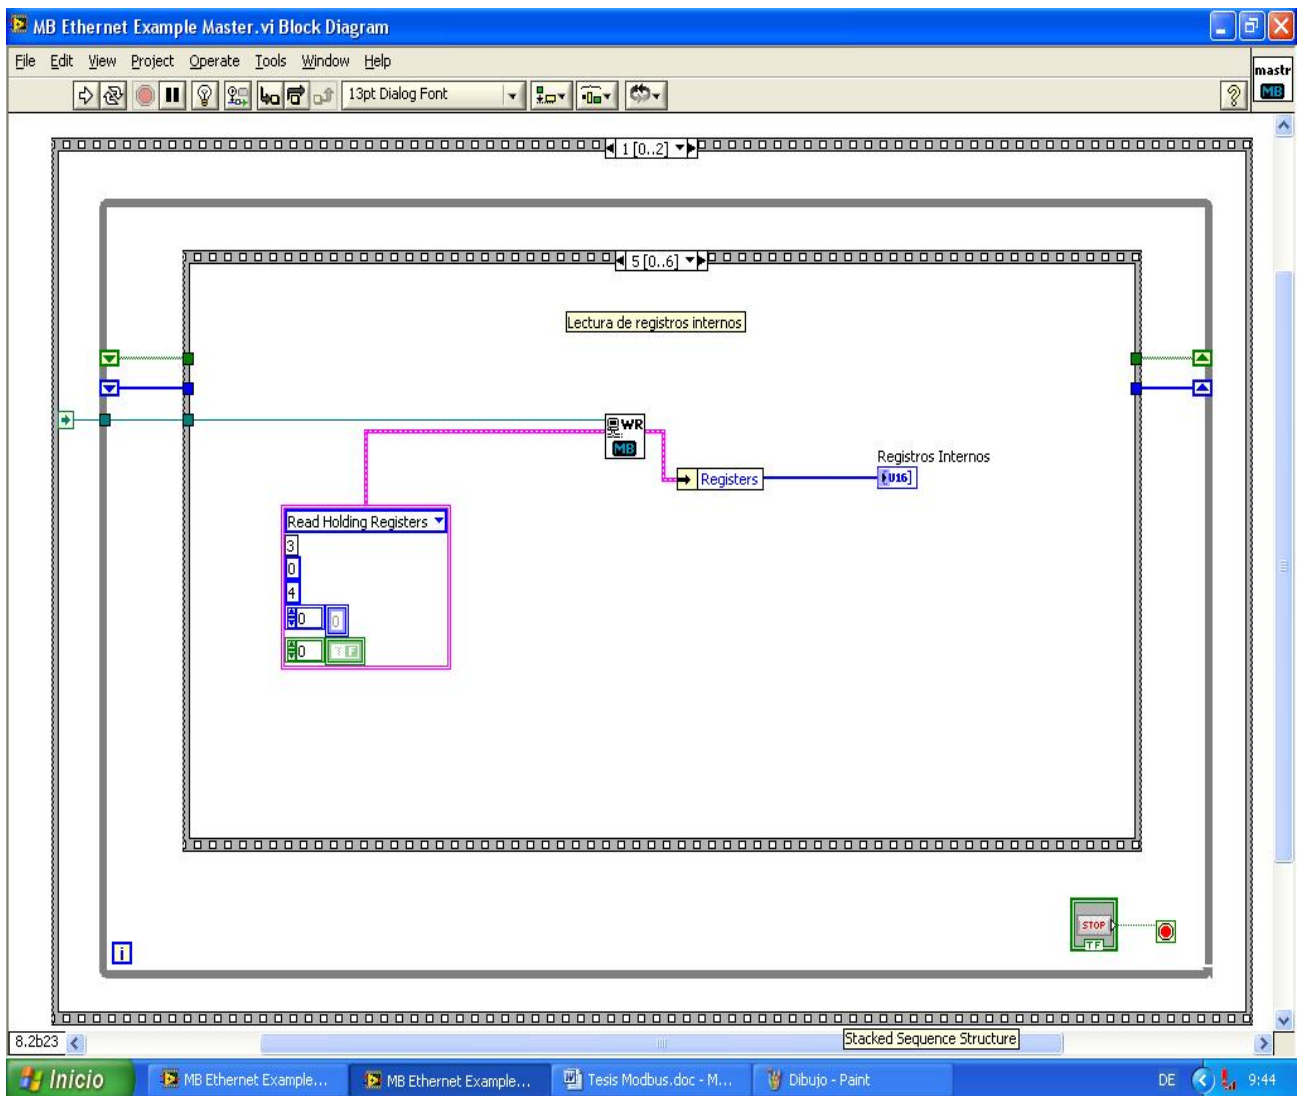 MB Ethernet Example Master.vi Block Diagram
File Edit View Project Operate Tools Window Help
13pt Dialog Font
?
mastr
MB
1 [0..2]
5 [0..6]
Lectura de registros internos
WR
MB
Registers
Registros Internos
U16
Read Holding Registers
3
0
4
0 0
0 F
STOP
TF
i
8.2b23
Stacked Sequence Structure
Inicio MB Ethernet Example... MB Ethernet Example... Tesis Modbus.doc - M... Dibujo - Paint DE 9:44